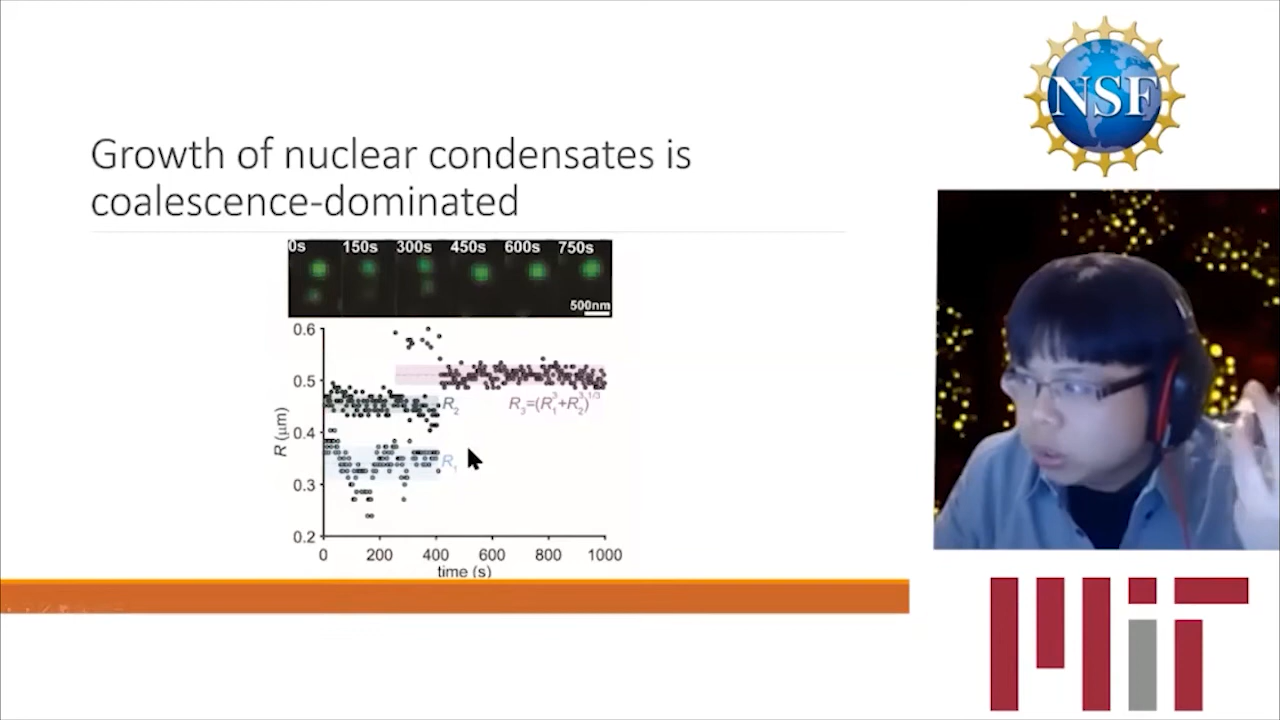 Growth of nuclear condensates is
coalescence-dominated
0s 150s 300s 450s 600s 750s
500nm
0.6
0.5
R₂
R₃=(R₁³+R₂³)¹/³
0.4
R (μm)
R₁
0.3
0.2
0 200 400 600 800 1000
time (s)
NSF
MIT